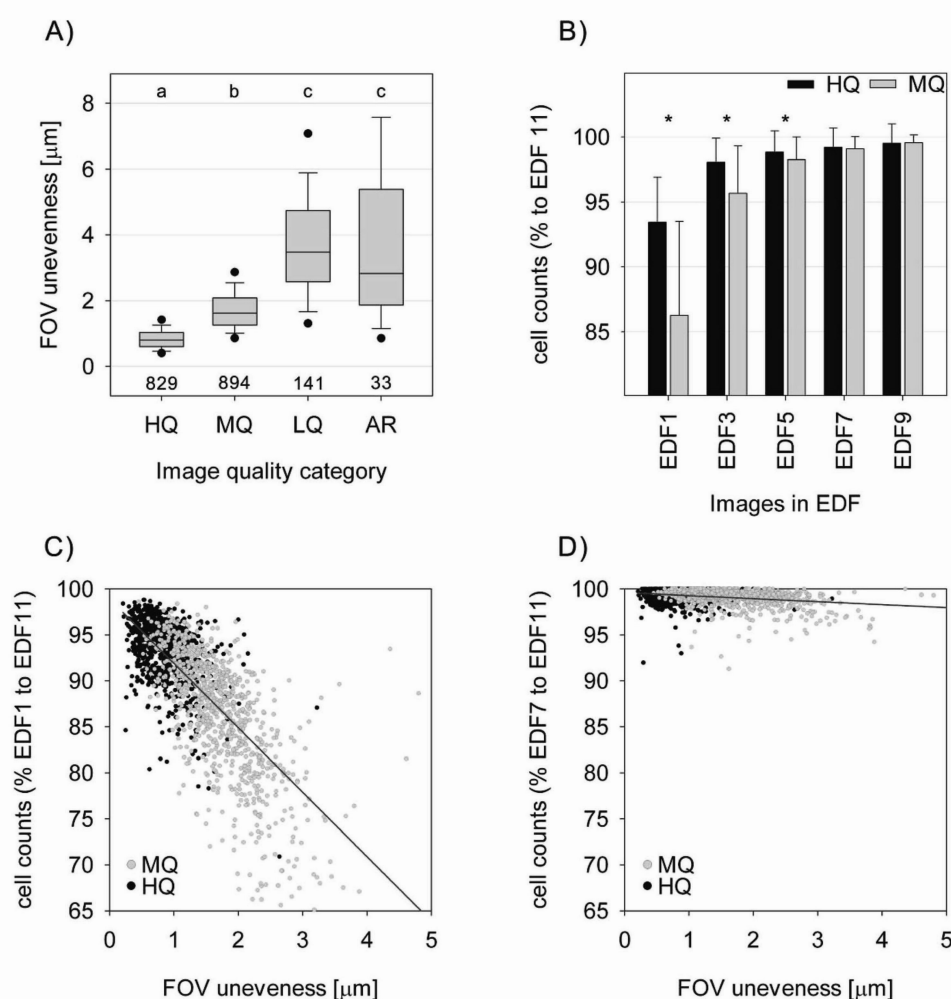 A)
FOV unevenness [μm]
8
6
4
2
0
a b c c
829 894 141 33
HQ MQ LQ AR
Image quality category
B)
cell counts (% to EDF 11)
100
95
90
85
HQ MQ
* * *
EDF1 EDF3 EDF5 EDF7 EDF9
Images in EDF
C)
cell counts (% EDF1 to EDF11)
100
95
90
85
80
75
70
65
MQ
HQ
0 1 2 3 4 5
FOV uneveness [μm]
D)
cell counts (% EDF7 to EDF11)
100
95
90
85
80
75
70
65
MQ
HQ
0 1 2 3 4 5
FOV uneveness [μm]